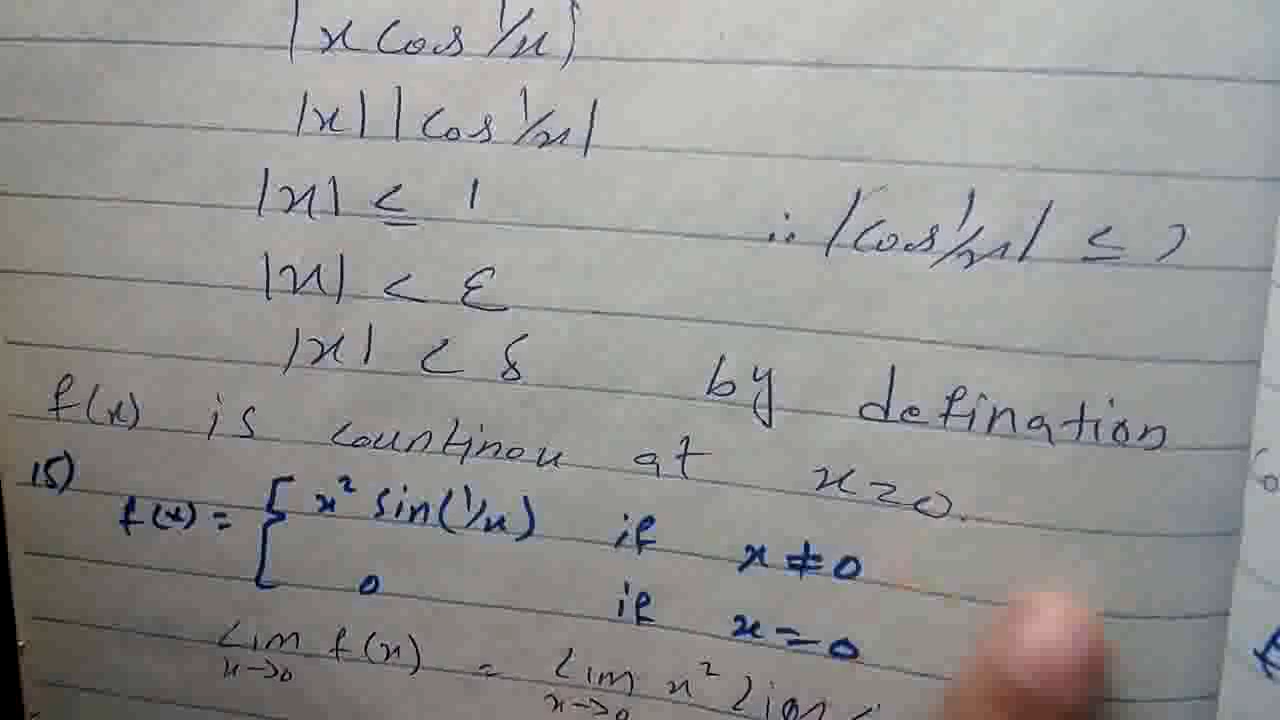 |x cos 1/x|
|x| |cos 1/x|
|x| ≤ 1 ∵ |cos 1/x| ≤ 1
|x| < ε
|x| < δ by defination
f(x) is countinou at x=0.
15) f(x) = { x² sin(1/x) if x ≠ 0
0 if x = 0
Lim x→0 f(x) = Lim x→0 x²